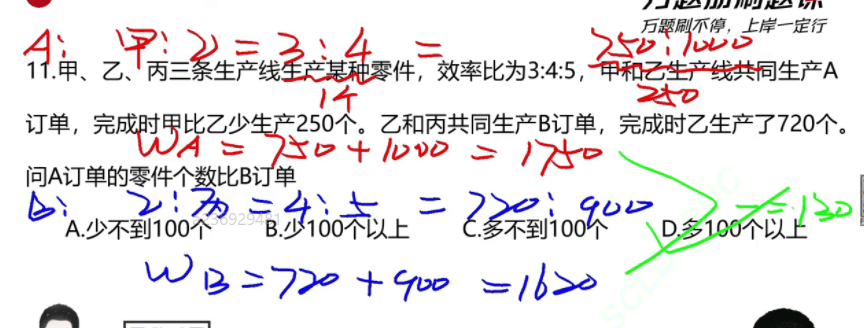 万题刷不停，上岸一定行
A: 甲:乙=3:4= 750:1000
11.甲、乙、丙三条生产线生产某种零件，效率比为3:4:5，甲和乙生产线共同生产A
1个 250
订单，完成时甲比乙少生产250个。乙和丙共同生产B订单，完成时乙生产了720个。
WA=750+1000=1750
问A订单的零件个数比B订单
B: 乙:丙=4:5=720:900 -=130
A.少不到100个 B.少100个以上 C.多不到100个 D.多100个以上
WB=720+900=1620